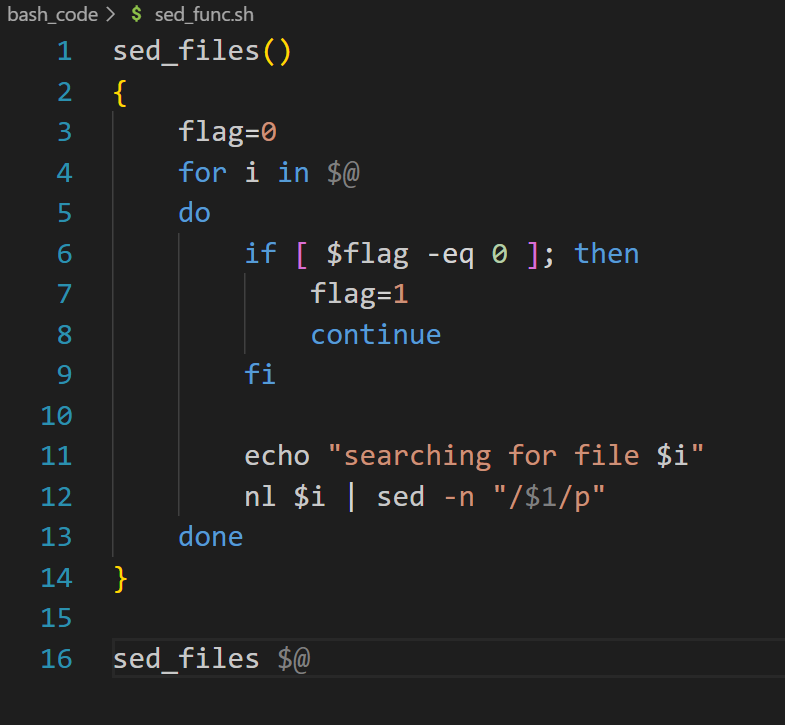 bash_code > $ sed_func.sh
1 sed_files()
2 {
3     flag=0
4     for i in $@
5     do
6         if [ $flag -eq 0 ]; then
7             flag=1
8             continue
9         fi
10
11         echo "searching for file $i"
12         nl $i | sed -n "/$1/p"
13     done
14 }
15
16 sed_files $@